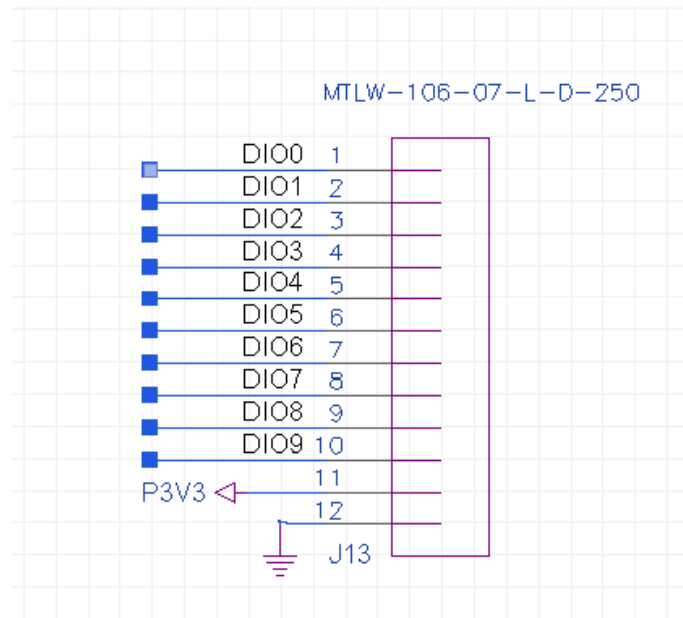 MTLW-106-07-L-D-250
DIO0 1
DIO1 2
DIO2 3
DIO3 4
DIO4 5
DIO5 6
DIO6 7
DIO7 8
DIO8 9
DIO9 10
11
P3V3
12
J13